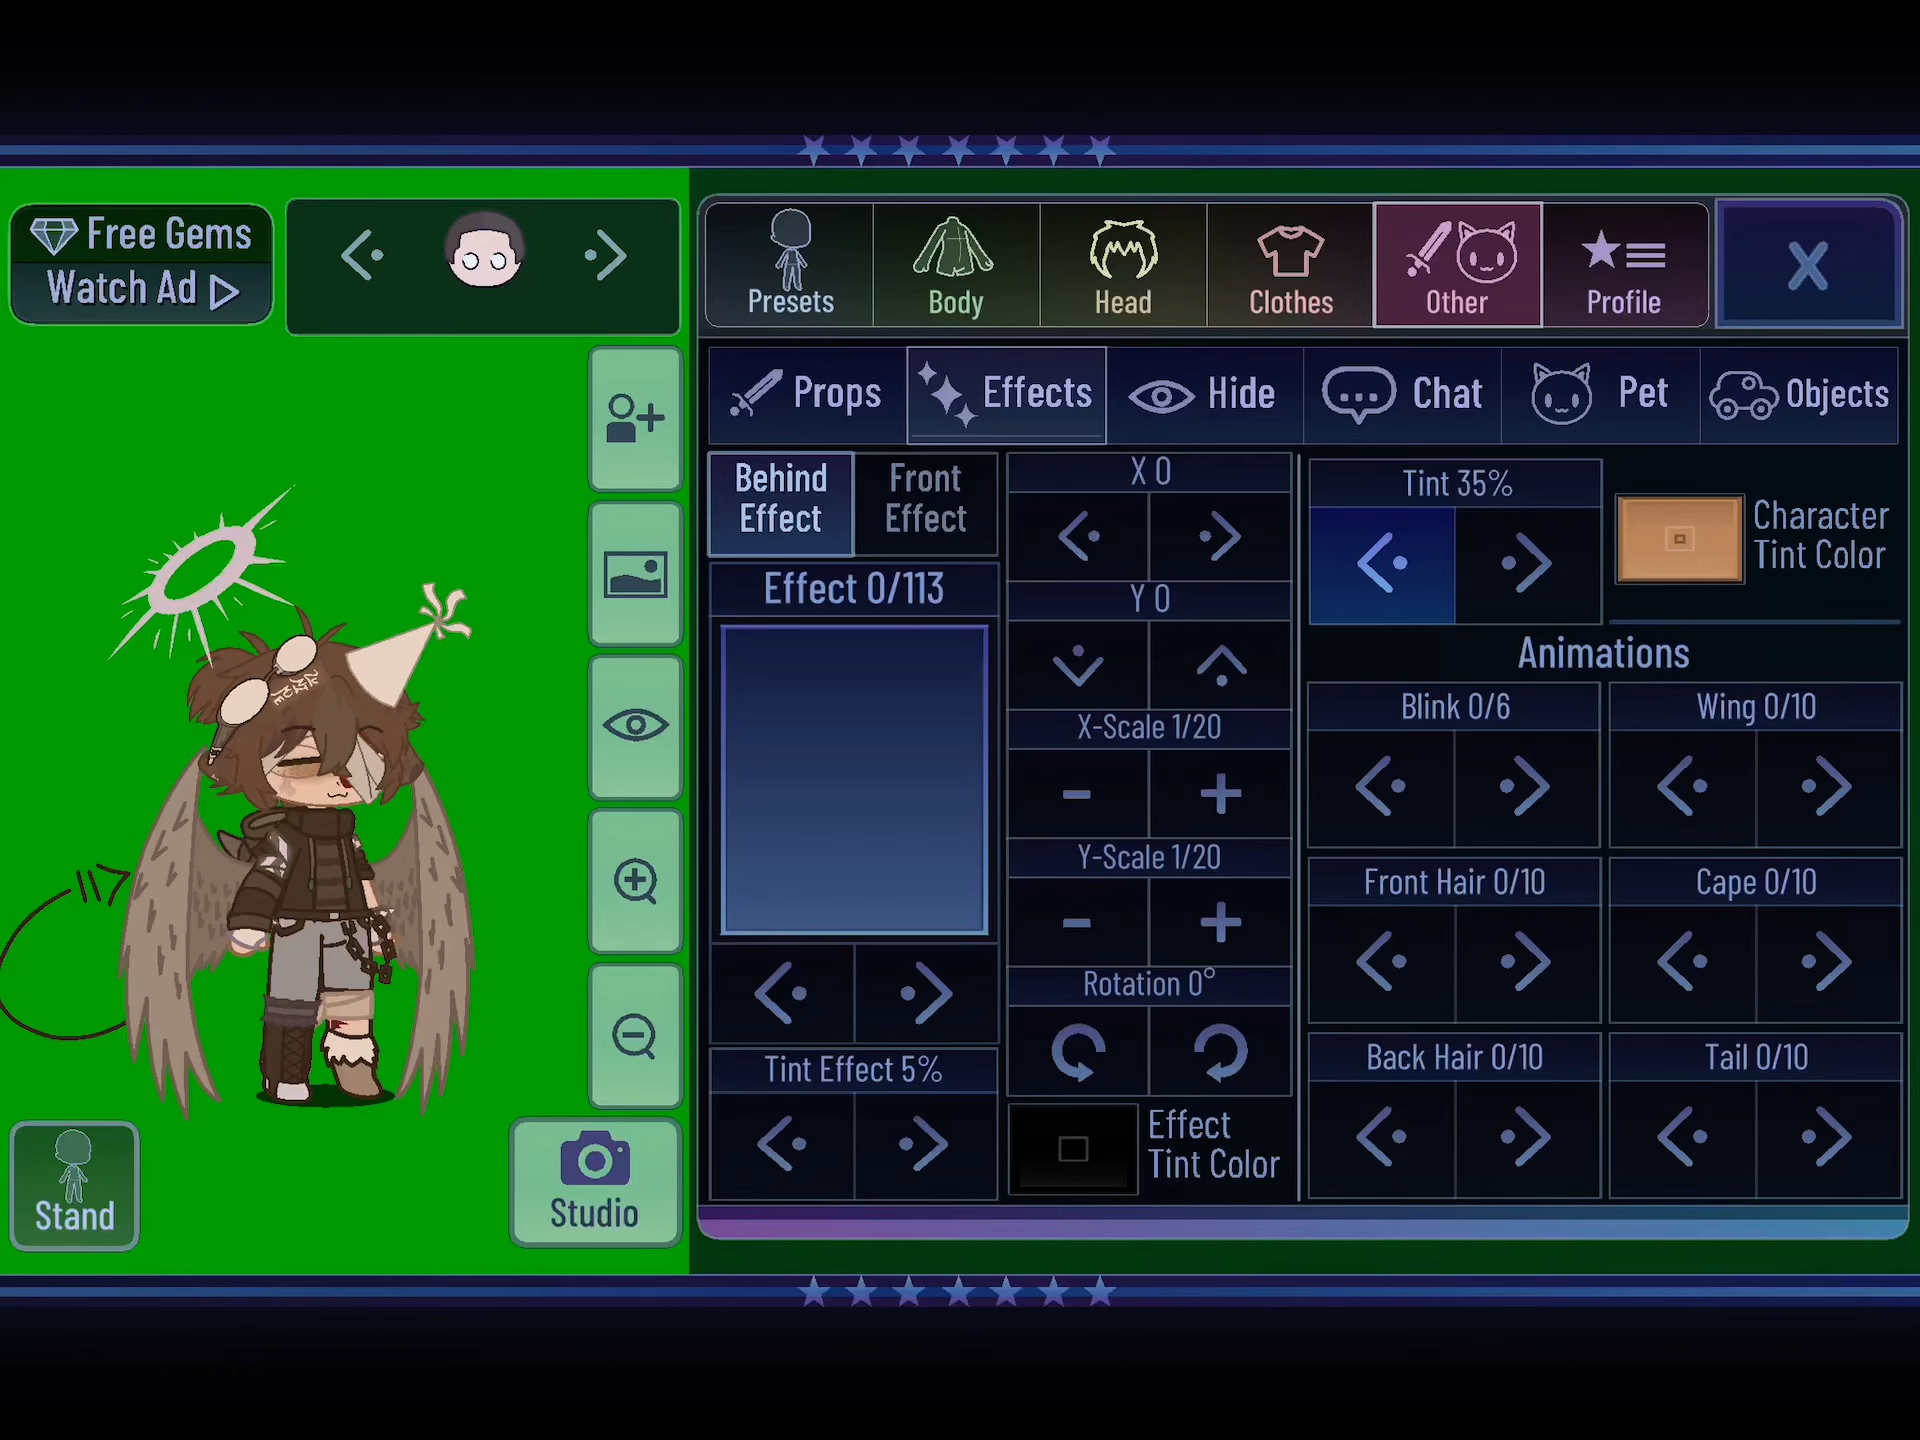 Free Gems
Watch Ad
Presets
Body
Head
Clothes
Other
Profile
X
Props
Effects
Hide
Chat
Pet
Objects
Behind
Effect
Front
Effect
Effect 0/113
Tint Effect 5%
X 0
Y 0
X-Scale 1/20
Y-Scale 1/20
Rotation 0°
Effect
Tint Color
Tint 35%
Character
Tint Color
Animations
Blink 0/6
Wing 0/10
Front Hair 0/10
Cape 0/10
Back Hair 0/10
Tail 0/10
Stand
Studio